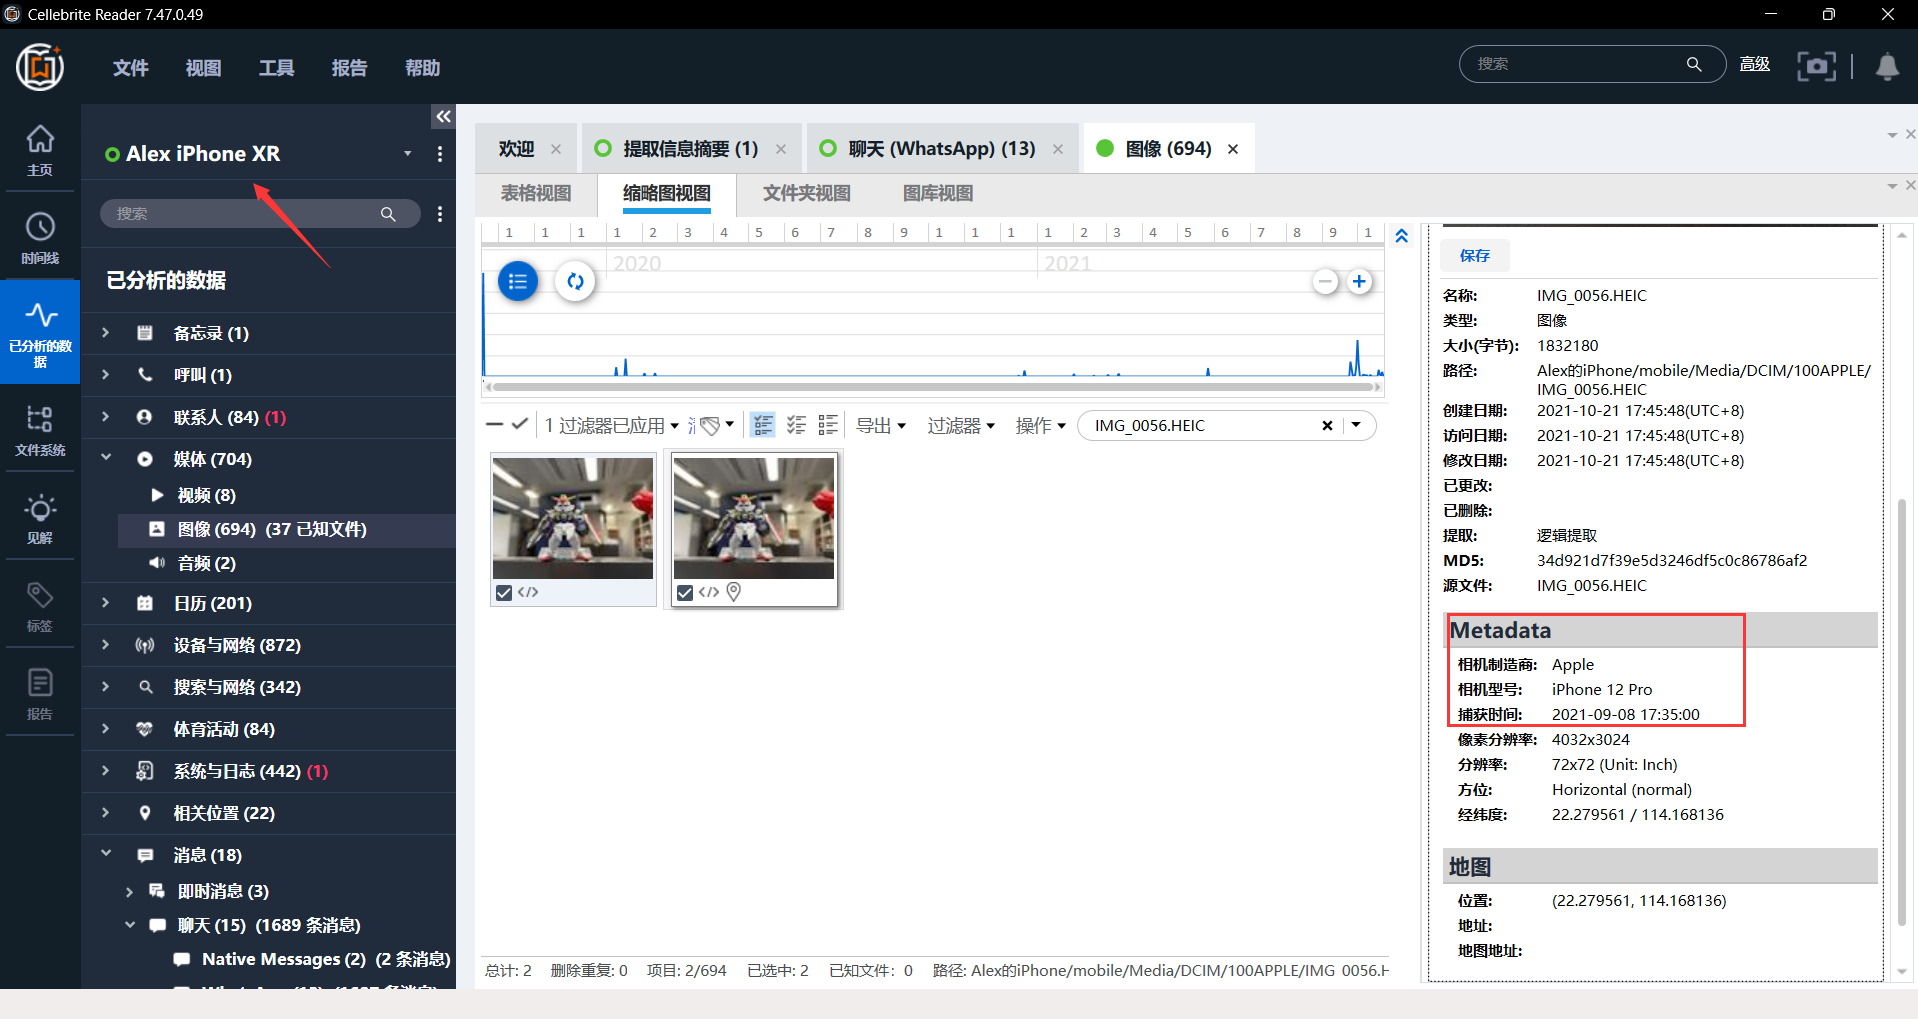 Cellebrite Reader 7.47.0.49
文件 视图 工具 报告 帮助
搜索 高级
主页
时间线
已分析的数
据
文件系统
见解
标签
报告
Alex iPhone XR
搜索
已分析的数据
备忘录 (1)
呼叫 (1)
联系人 (84) (1)
媒体 (704)
视频 (8)
图像 (694) (37 已知文件)
音频 (2)
日历 (201)
设备与网络 (872)
搜索与网络 (342)
体育活动 (84)
系统与日志 (442) (1)
相关位置 (22)
消息 (18)
即时消息 (3)
聊天 (15) (1689 条消息)
Native Messages (2) (2 条消息)
欢迎 提取信息摘要 (1) 聊天 (WhatsApp) (13) 图像 (694)
表格视图 缩略图视图 文件夹视图 图库视图
1 1 1 1 2 3 4 5 6 7 8 9 1 1 1 1 2 3 4 5 6 7 8 9 1
2020 2021
1 过滤器已应用 导出 过滤器 操作 IMG_0056.HEIC
总计: 2 删除重复: 0 项目: 2/694 已选中: 2 已知文件: 0 路径: Alex的iPhone/mobile/Media/DCIM/100APPLE/IMG_0056.H
保存
名称: IMG_0056.HEIC
类型: 图像
大小(字节): 1832180
路径: Alex的iPhone/mobile/Media/DCIM/100APPLE/
IMG_0056.HEIC
创建日期: 2021-10-21 17:45:48(UTC+8)
访问日期: 2021-10-21 17:45:48(UTC+8)
修改日期: 2021-10-21 17:45:48(UTC+8)
已更改:
已删除:
提取: 逻辑提取
MD5: 34d921d7f39e5d3246df5c0c86786af2
源文件: IMG_0056.HEIC
Metadata
相机制造商: Apple
相机型号: iPhone 12 Pro
捕获时间: 2021-09-08 17:35:00
像素分辨率: 4032x3024
分辨率: 72x72 (Unit: Inch)
方位: Horizontal (normal)
经纬度: 22.279561 / 114.168136
地图
位置: (22.279561, 114.168136)
地址:
地图地址: